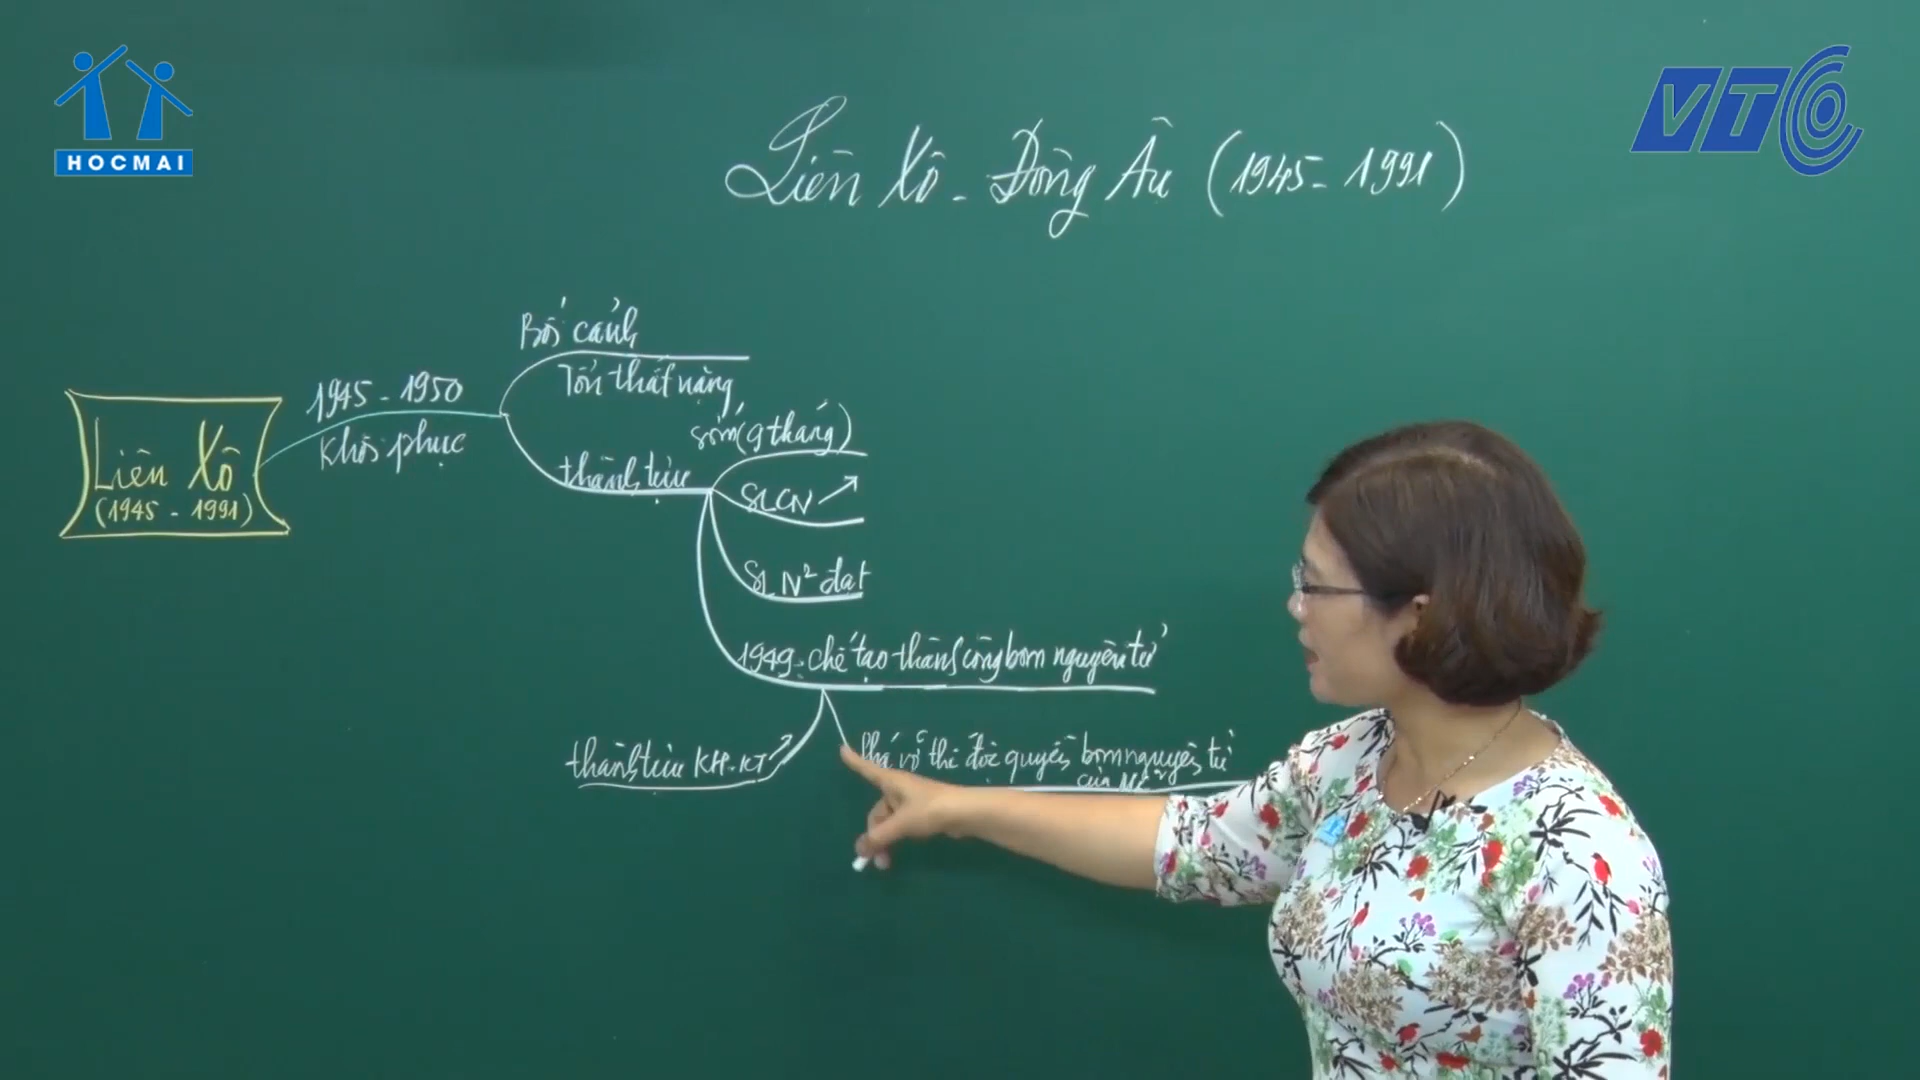 HOCMAI
VTC
Liên Xô - Đông Âu (1945 - 1991)
Bối cảnh
Tổn thất nặng
1945 - 1950
Khôi phục
Liên Xô
(1945 - 1991)
sớm (9 tháng)
thành tựu
SLCN ↗
SL N² đạt
1949. chế tạo thành công bom nguyên tử
thành tựu KH-KT
Phá vỡ thế độc quyền bom nguyên tử
của Mĩ